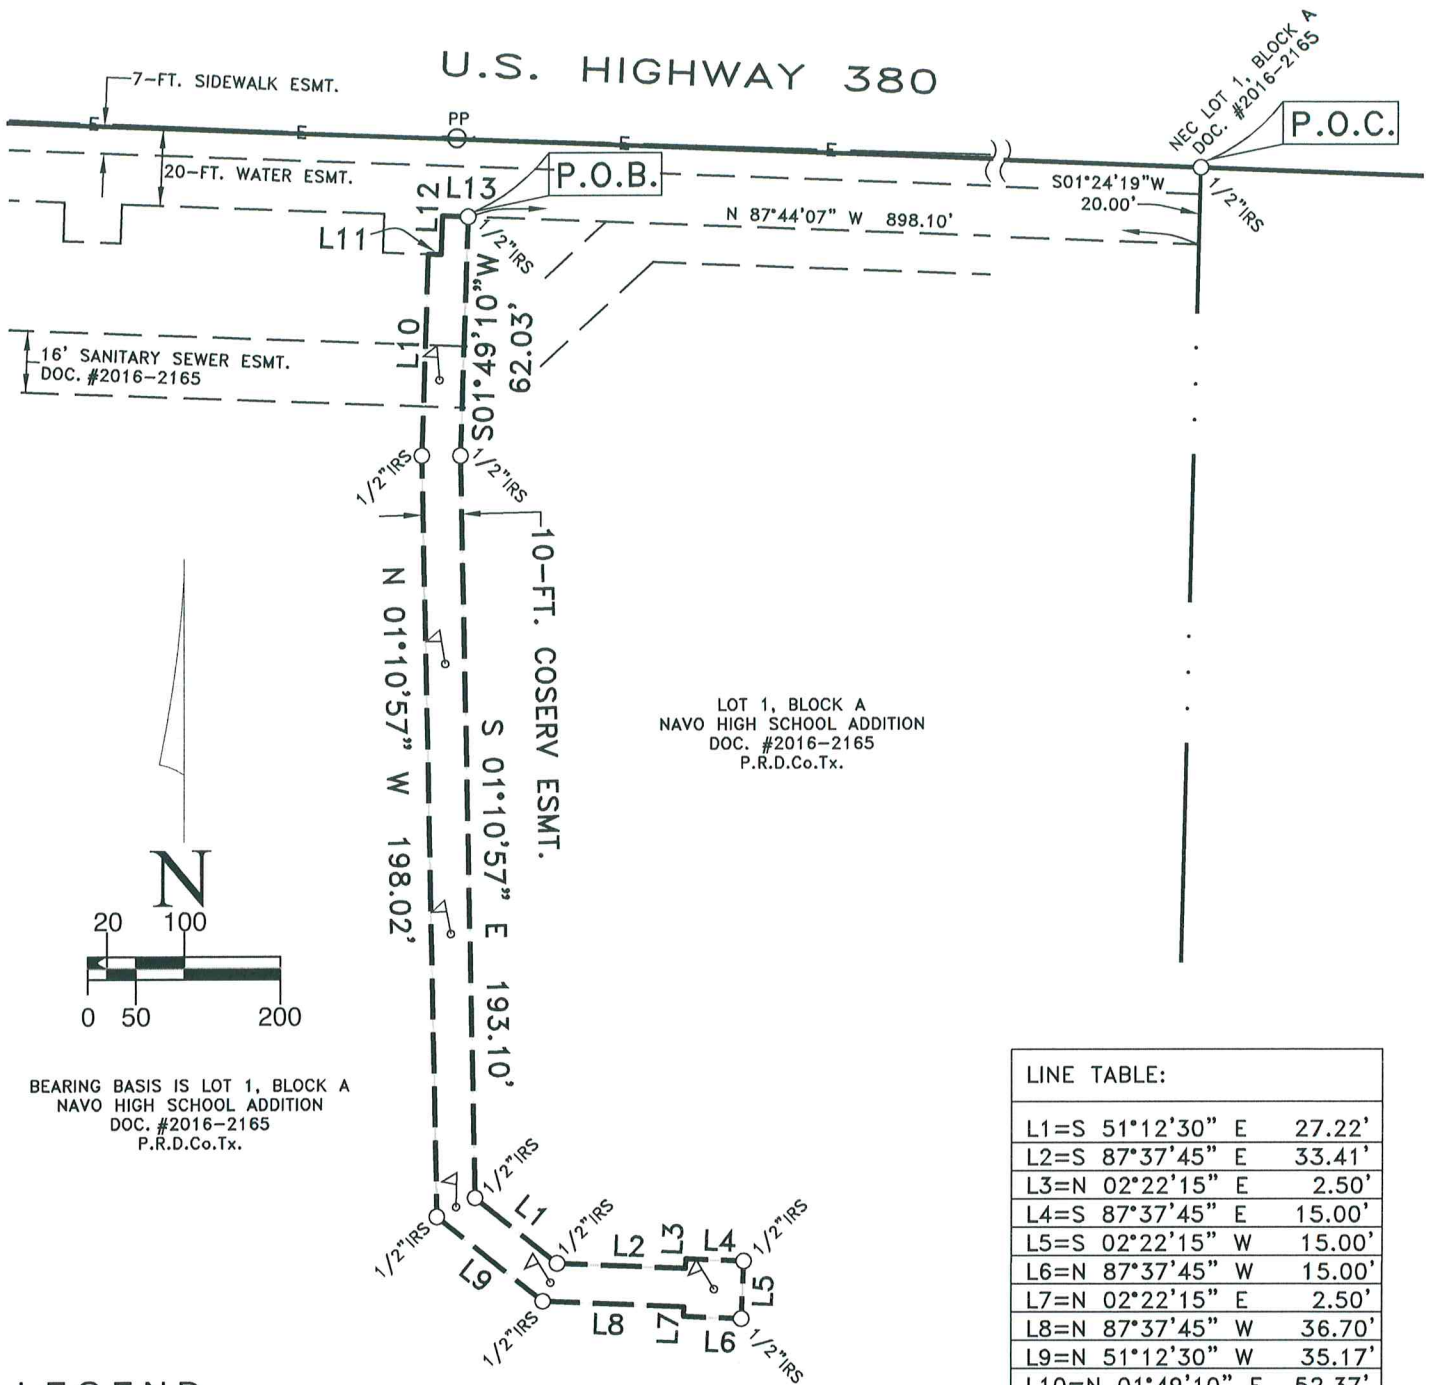 U.S. HIGHWAY 380
7-FT. SIDEWALK ESMT.
E
E
PP
E
E
20-FT. WATER ESMT.
NEC LOT 1, BLOCK A
DOC. #2016-2165
P.O.C.
P.O.B.
L13
L12
L11
S01°24'19"W
20.00'
1/2"IRS
N 87°44'07" W 898.10'
1/2"IRS
S01°49'10"W
62.03'
L10
16' SANITARY SEWER ESMT.
DOC. #2016-2165
1/2"IRS
1/2"IRS
10-FT. COSERV ESMT.
N 01°10'57" W 198.02'
S 01°10'57" E 193.10'
LOT 1, BLOCK A
NAVO HIGH SCHOOL ADDITION
DOC. #2016-2165
P.R.D.Co.Tx.
N
20 100
0 50 200
BEARING BASIS IS LOT 1, BLOCK A
NAVO HIGH SCHOOL ADDITION
DOC. #2016-2165
P.R.D.Co.Tx.
1/2"IRS
L1
1/2"IRS
L2
L3
L4
1/2"IRS
L5
1/2"IRS
L9
L8
L7
L6
1/2"IRS
1/2"IRS
LINE TABLE:
L1=S 51°12'30" E 27.22'
L2=S 87°37'45" E 33.41'
L3=N 02°22'15" E 2.50'
L4=S 87°37'45" E 15.00'
L5=S 02°22'15" W 15.00'
L6=N 87°37'45" W 15.00'
L7=N 02°22'15" E 2.50'
L8=N 87°37'45" W 36.70'
L9=N 51°12'30" W 35.17'
L10=N 01°49'10" E 52.37'
LEGEND